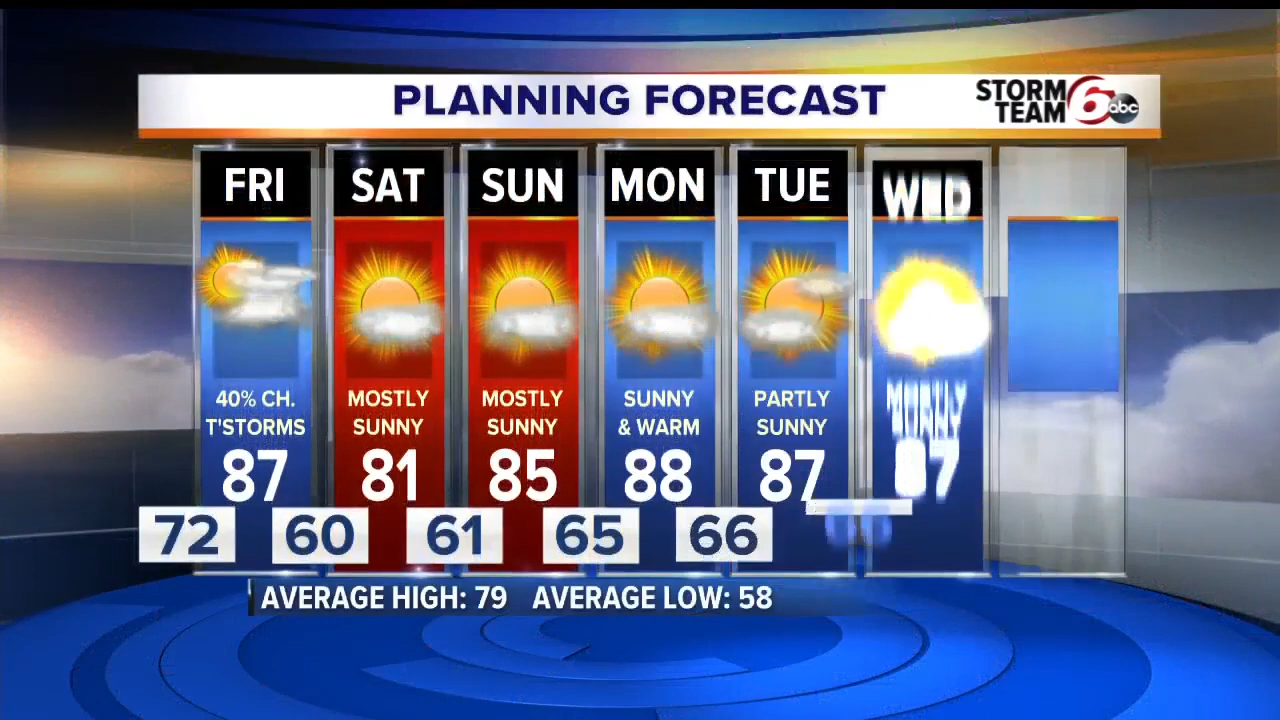 PLANNING FORECAST
STORM
TEAM
6
abc
FRI
SAT
SUN
MON
TUE
WED
40% CH.
T'STORMS
MOSTLY
SUNNY
MOSTLY
SUNNY
SUNNY
& WARM
PARTLY
SUNNY
87
81
85
88
87
87
72
60
61
65
66
AVERAGE HIGH: 79 AVERAGE LOW: 58